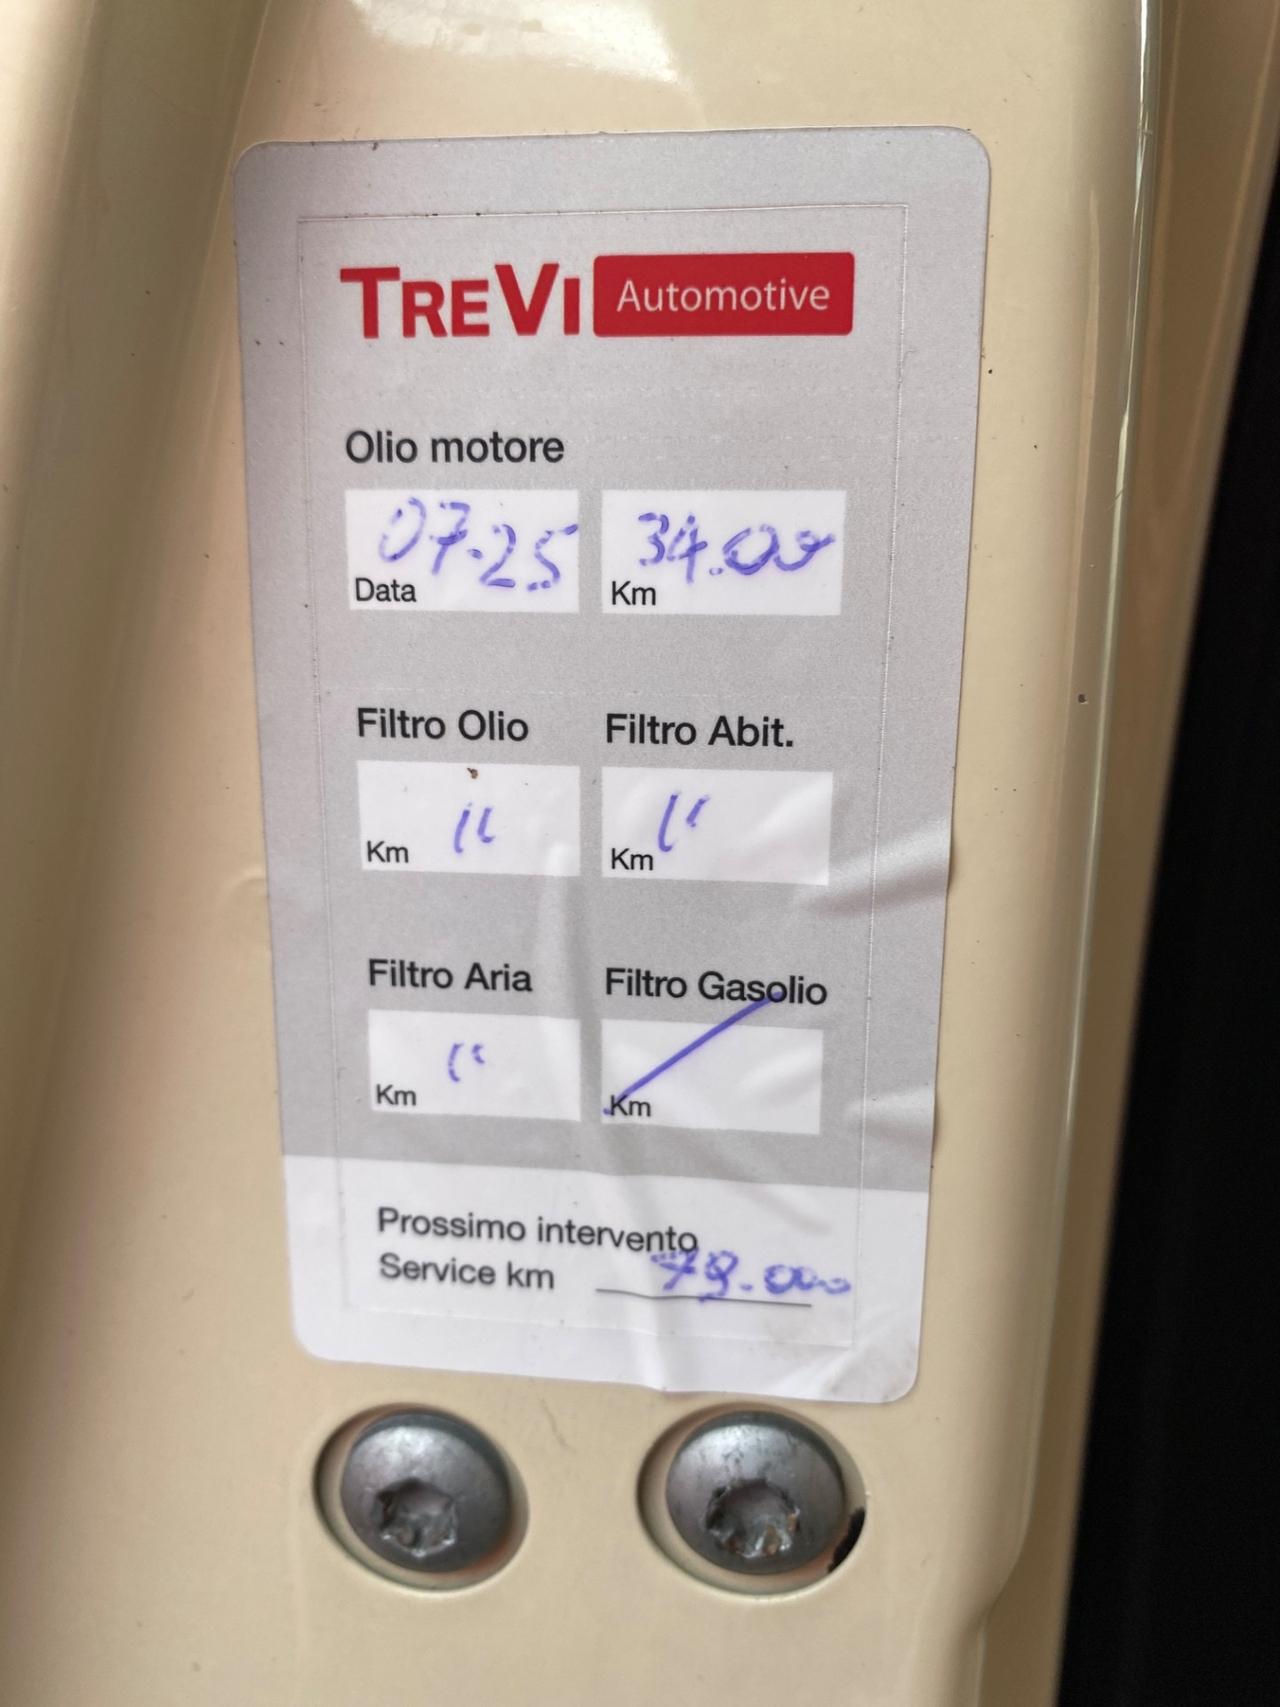 TREVI Automotive
Olio motore
07.25 34.00
Data Km
Filtro Olio Filtro Abit.
" "
Km Km
Filtro Aria Filtro Gasolio
"
Km Km
Prossimo intervento
Service km